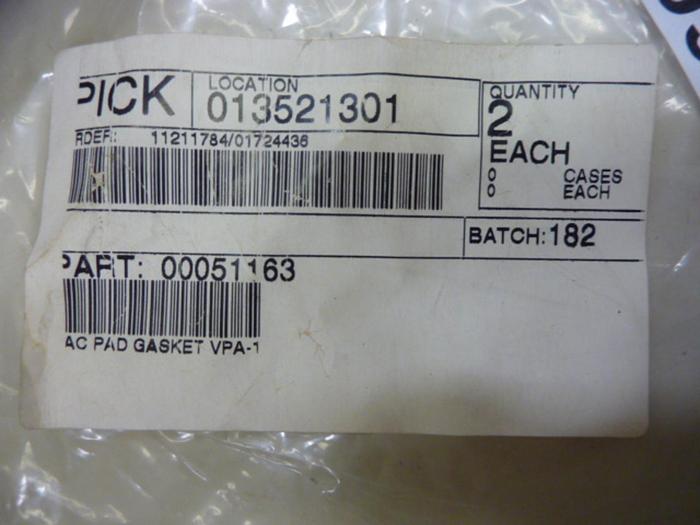 PICK
LOCATION
013521301
QUANTITY
2
EACH
0 CASES
0 EACH
RDER: 11211784/01724436
BATCH:182
PART: 00051163
AC PAD GASKET VPA-1